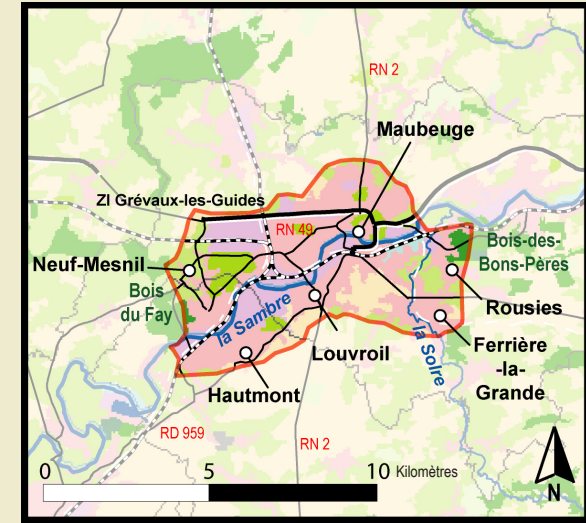 RN 2
Maubeuge
ZI Grévaux-les-Guides
RN 49
Bois-des-
Bons-Pères
Neuf-Mesnil
Bois
du Fay
la Sambre
Rousies
Louvroil
la Solre
Ferrière
-la-
Grande
Hautmont
RD 959
RN 2
0 5 10 Kilomètres
N